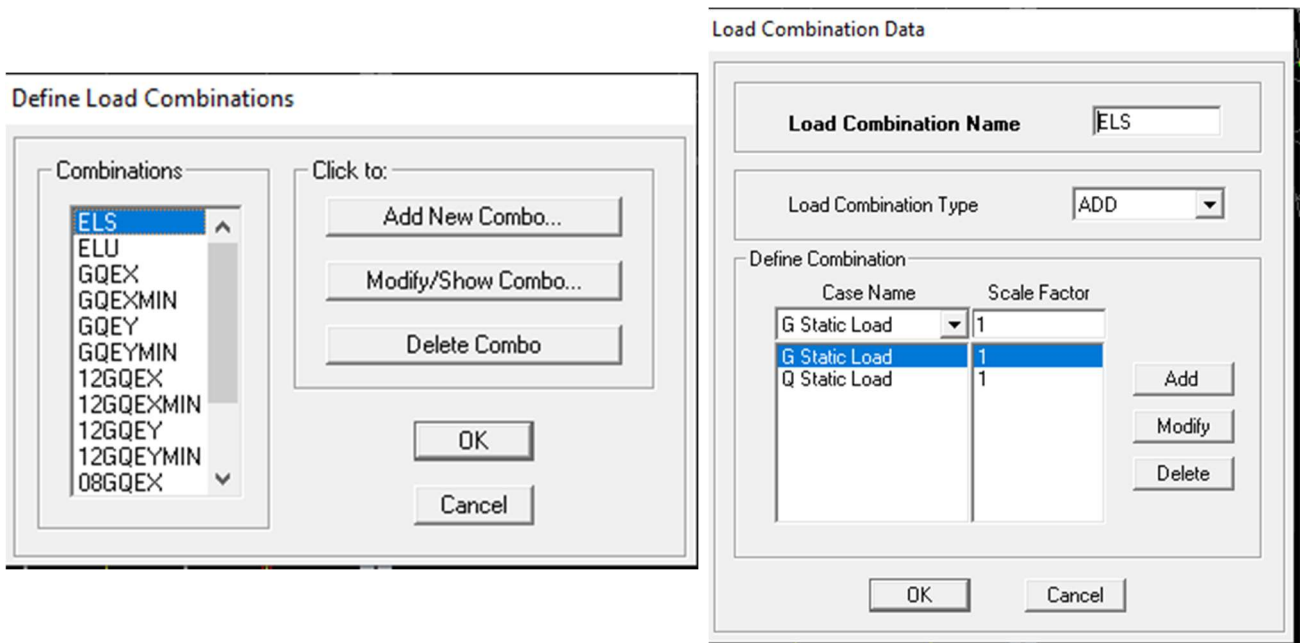 Define Load Combinations
Combinations
ELS
ELU
GQEX
GQEXMIN
GQEY
GQEYMIN
12GQEX
12GQEXMIN
12GQEY
12GQEYMIN
08GQEX
Click to:
Add New Combo...
Modify/Show Combo...
Delete Combo
OK
Cancel
Load Combination Data
Load Combination Name ELS
Load Combination Type ADD
Define Combination
Case Name Scale Factor
G Static Load 1
G Static Load 1
Q Static Load 1
Add
Modify
Delete
OK Cancel